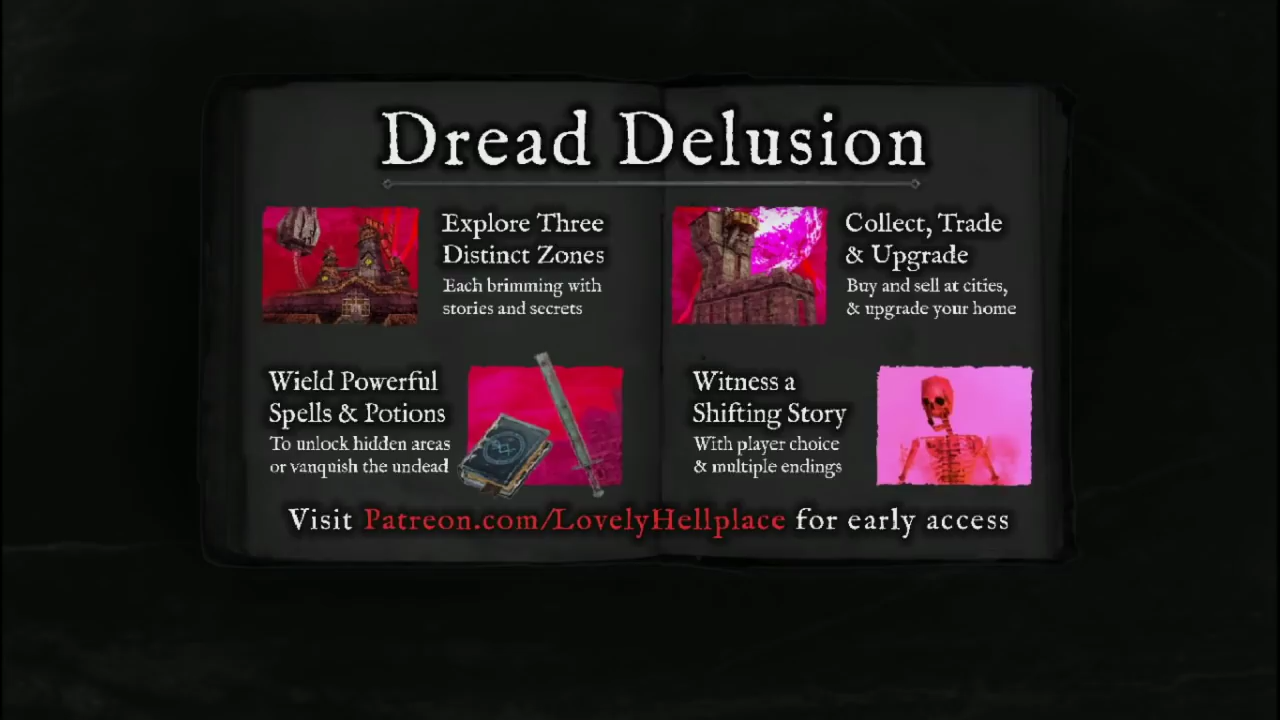 Dread Delusion
Explore Three
Distinct Zones
Each brimming with
stories and secrets
Collect, Trade
& Upgrade
Buy and sell at cities,
& upgrade your home
Wield Powerful
Spells & Potions
To unlock hidden areas
or vanquish the undead
Witness a
Shifting Story
With player choice
& multiple endings
Visit Patreon.com/LovelyHellplace for early access